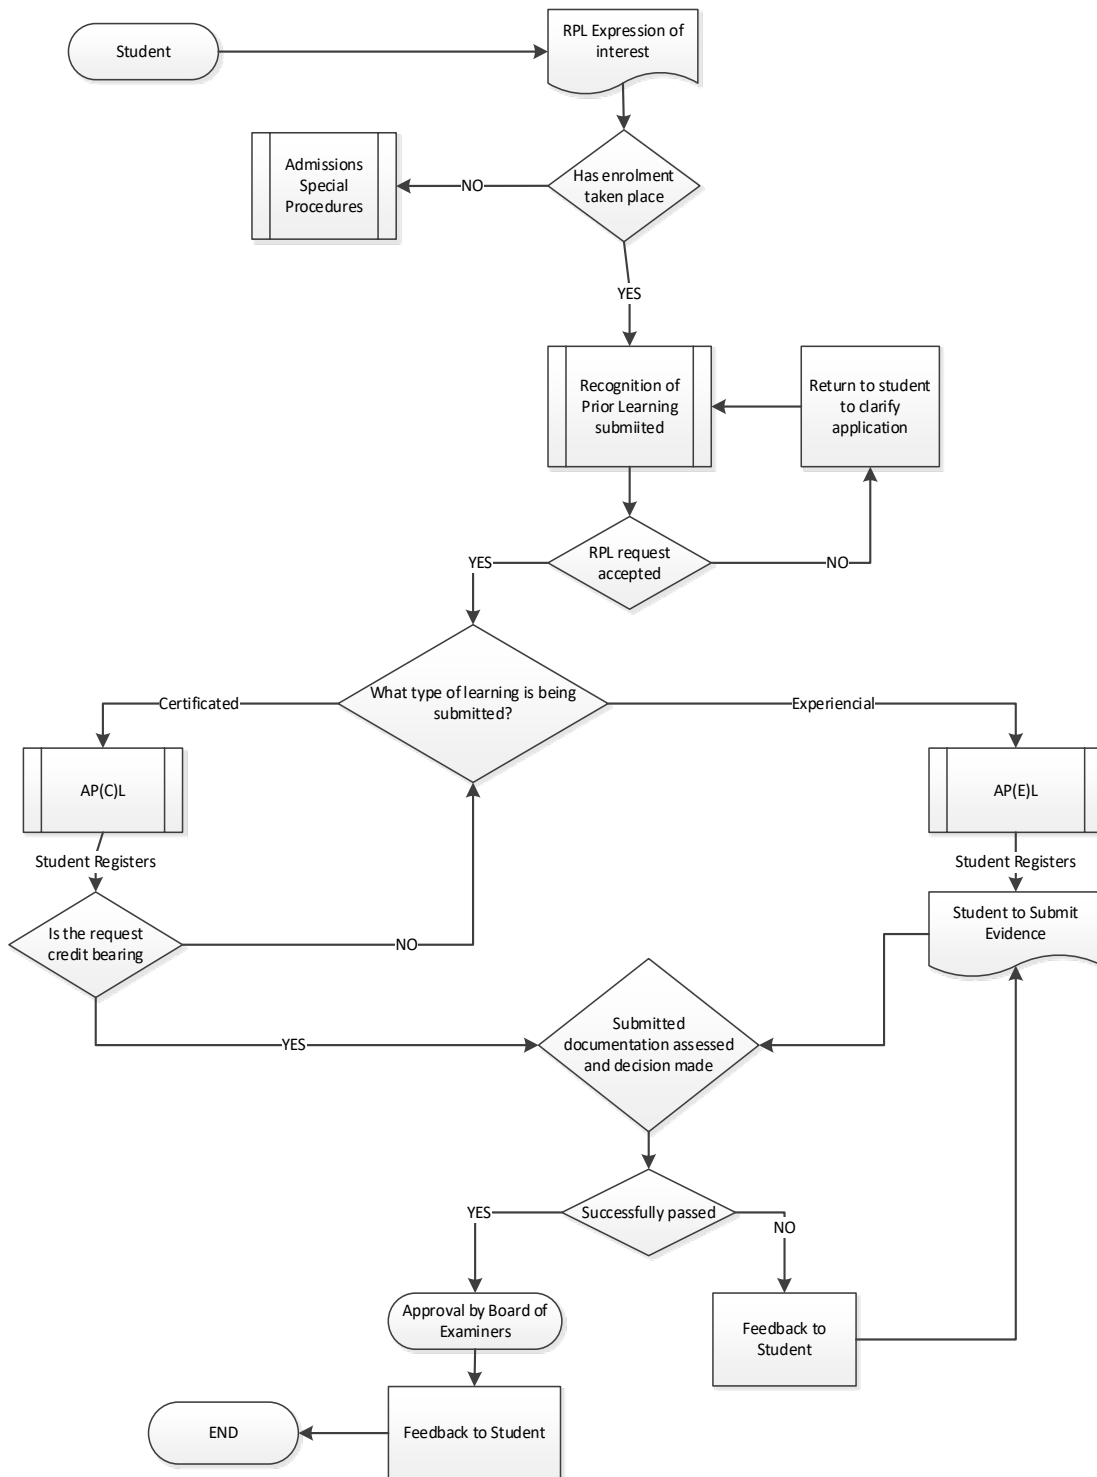 Student
RPL Expression of
interest
Admissions
Special
Procedures
NO
Has enrolment
taken place
YES
Recognition of
Prior Learning
submiited
Return to student
to clarify
application
YES
RPL request
accepted
NO
Certificated
What type of learning is being
submitted?
Experiencial
AP(C)L
AP(E)L
Student Registers
Student Registers
Is the request
credit bearing
NO
Student to Submit
Evidence
YES
Submitted
documentation assessed
and decision made
YES
Successfully passed
NO
Approval by Board of
Examiners
Feedback to
Student
END
Feedback to Student